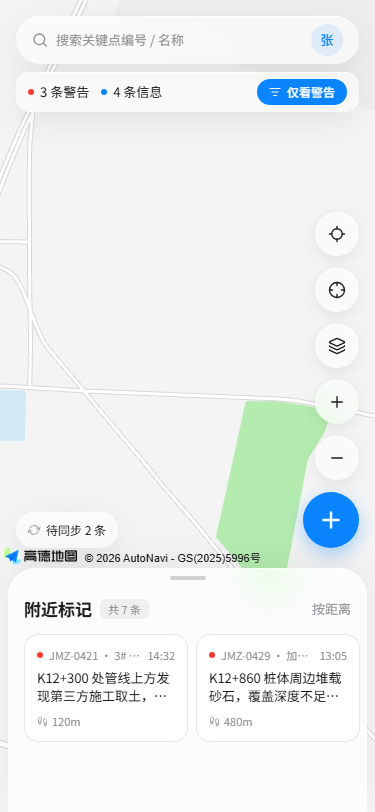 搜索关键点编号 / 名称
张
3 条警告 4 条信息 仅看警告
待同步 2 条
高德地图 © 2026 AutoNavi - GS(2025)5996号
附近标记 共 7 条 按距离
JMZ-0421 · 3# ··· 14:32
K12+300 处管线上方发
现第三方施工取土，···
120m
JMZ-0429 · 加··· 13:05
K12+860 桩体周边堆载
砂石，覆盖深度不足···
480m